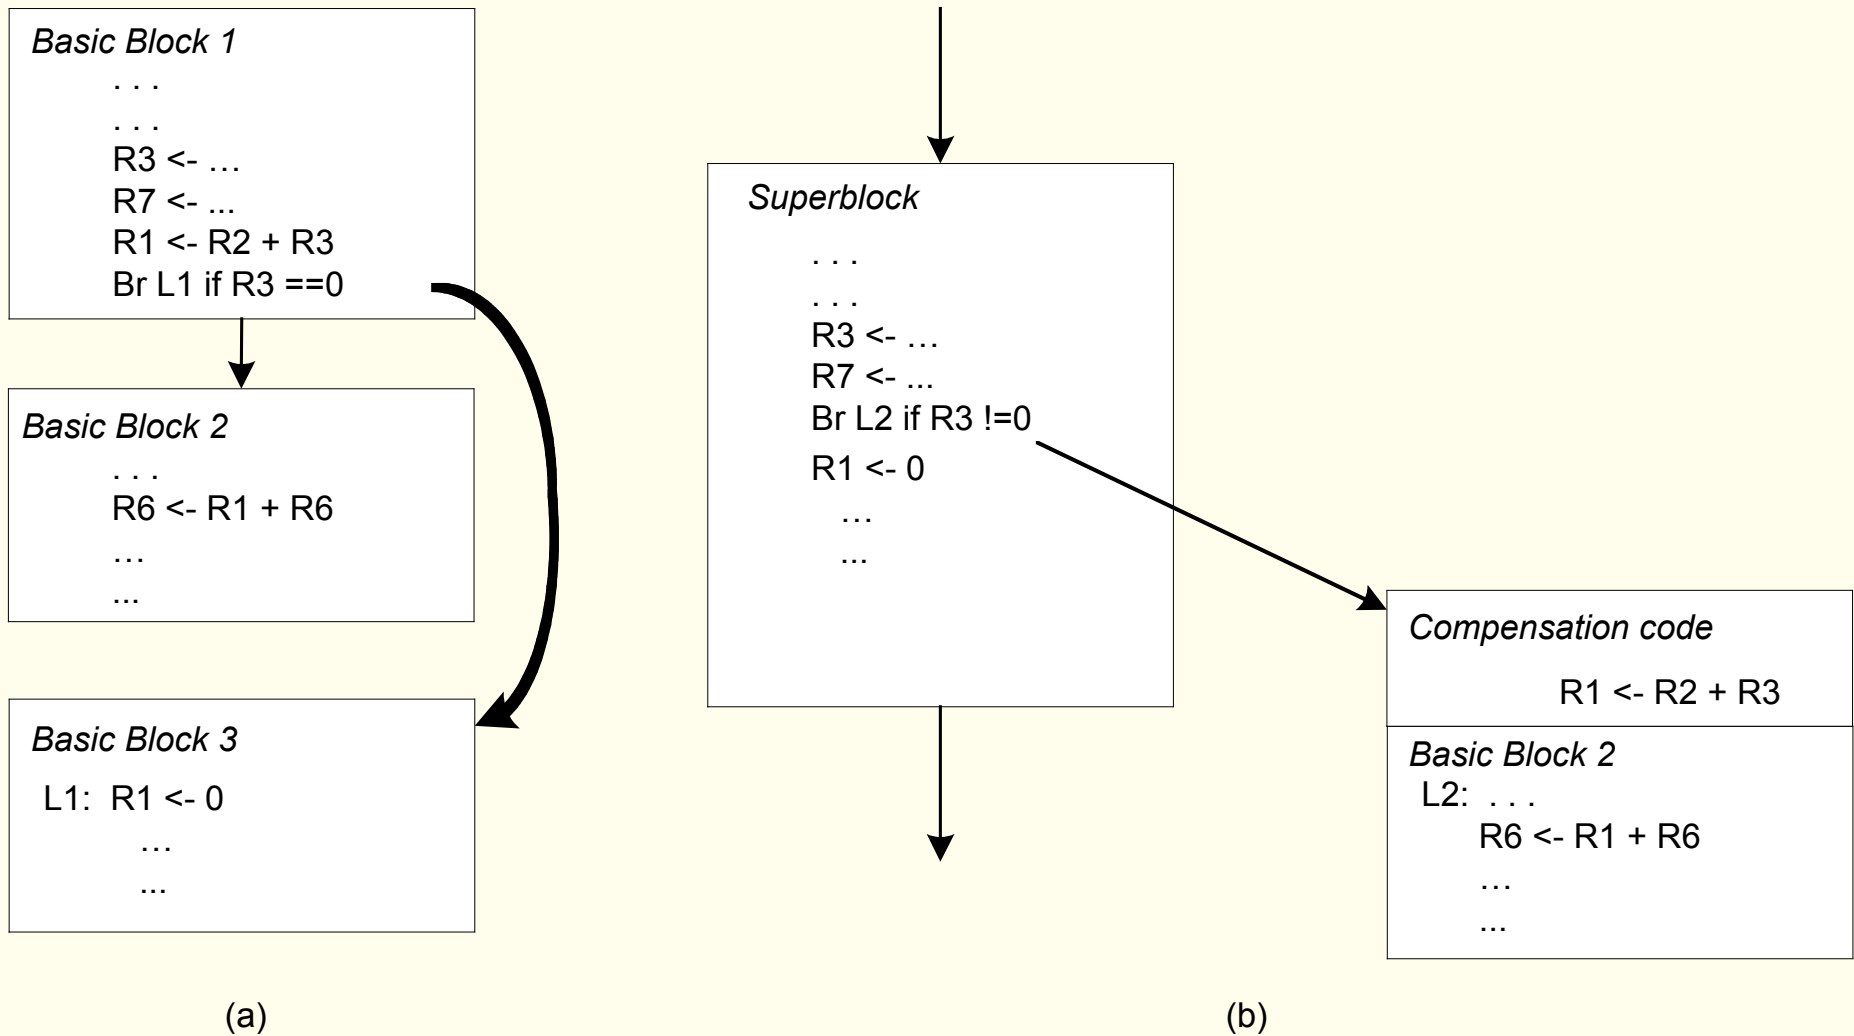 Basic Block 1
. . .
. . .
R3 <- …
R7 <- ...
R1 <- R2 + R3
Br L1 if R3 ==0
Basic Block 2
. . .
R6 <- R1 + R6
…
...
Basic Block 3
L1: R1 <- 0
…
...
(a)
Superblock
. . .
. . .
R3 <- …
R7 <- ...
Br L2 if R3 !=0
R1 <- 0
…
...
Compensation code
R1 <- R2 + R3
Basic Block 2
L2: . . .
R6 <- R1 + R6
…
...
(b)